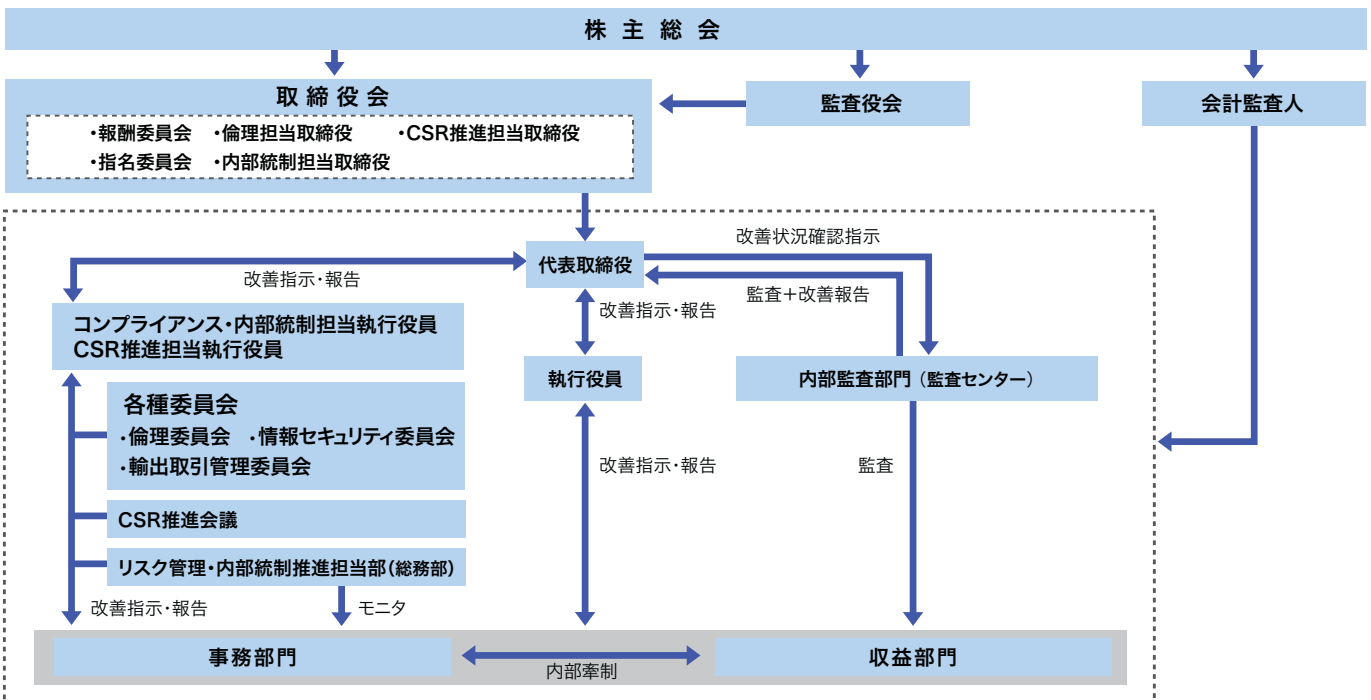 株主総会
取締役会
・報酬委員会 ・倫理担当取締役 ・CSR推進担当取締役
・指名委員会 ・内部統制担当取締役
監査役会
会計監査人
代表取締役
改善状況確認指示
監査＋改善報告
改善指示・報告
改善指示・報告
コンプライアンス・内部統制担当執行役員
CSR推進担当執行役員
執行役員
内部監査部門（監査センター）
各種委員会
・倫理委員会 ・情報セキュリティ委員会
・輸出取引管理委員会
改善指示・報告
監査
CSR推進会議
リスク管理・内部統制推進担当部（総務部）
改善指示・報告
モニタ
事務部門
内部牽制
収益部門